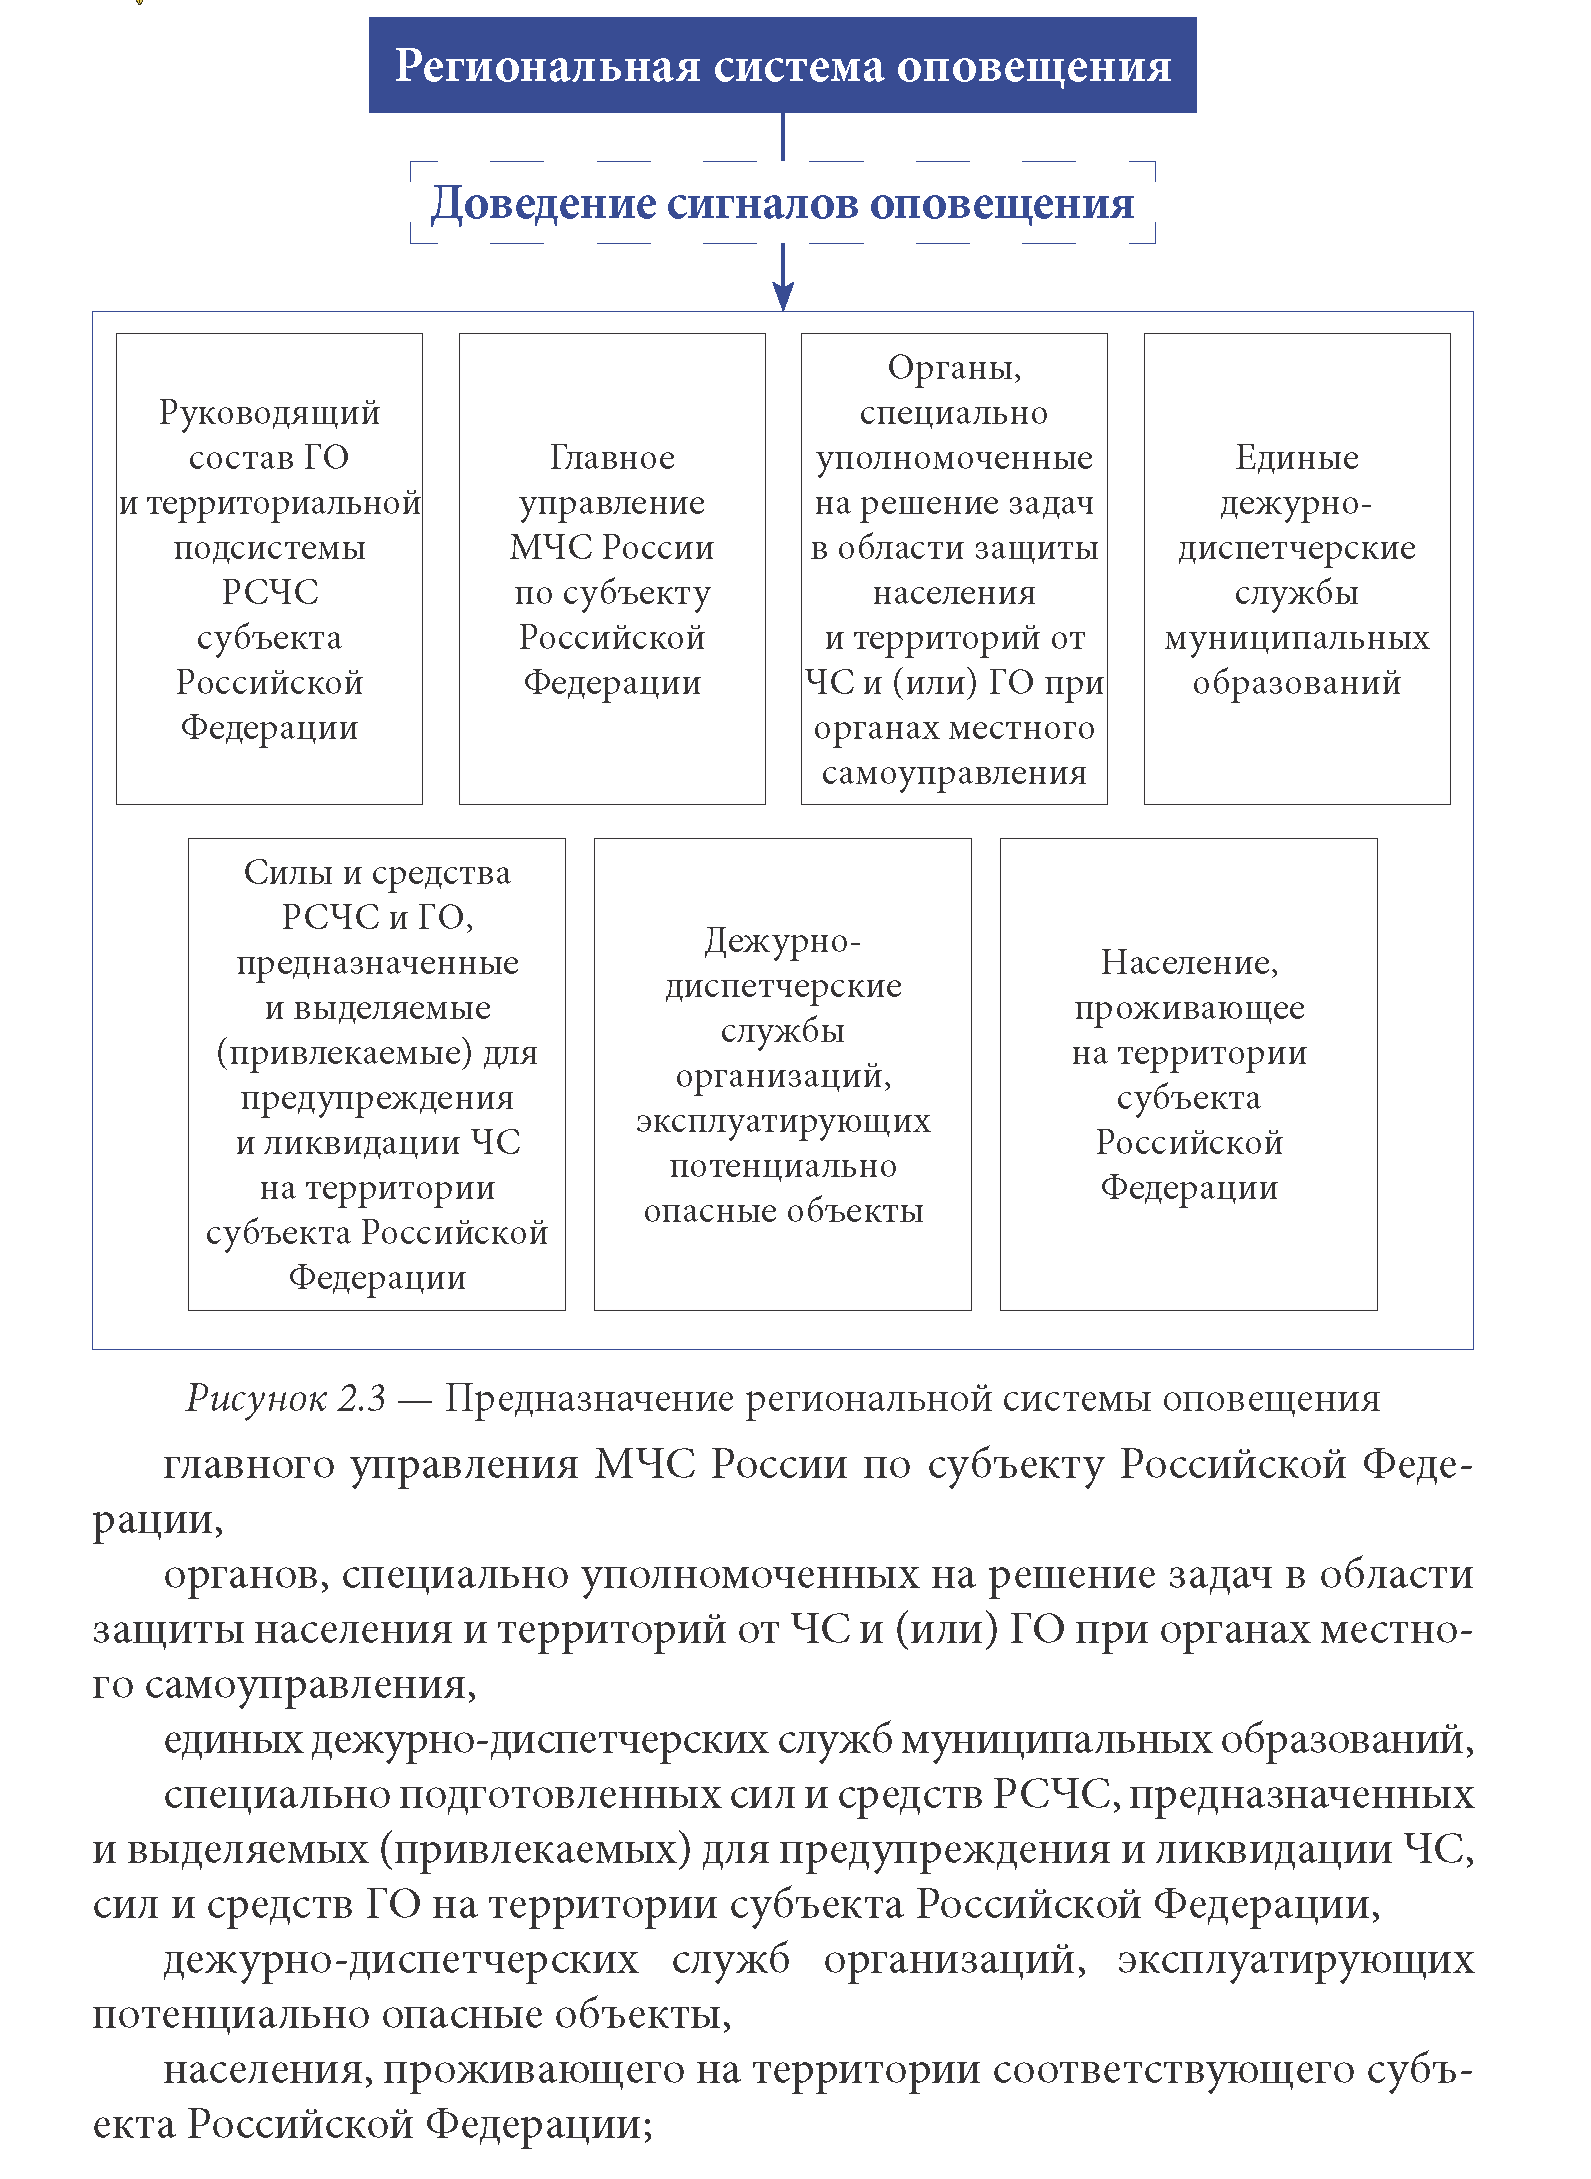 Региональная система оповещения
Доведение сигналов оповещения
Руководящий
состав ГО
и территориальной
подсистемы
РСЧС
субъекта
Российской
Федерации
Главное
управление
МЧС России
по субъекту
Российской
Федерации
Органы,
специально
уполномоченные
на решение задач
в области защиты
населения
и территорий от
ЧС и (или) ГО при
органах местного
самоуправления
Единые
дежурно-
диспетчерские
службы
муниципальных
образований
Силы и средства
РСЧС и ГО,
предназначенные
и выделяемые
(привлекаемые) для
предупреждения
и ликвидации ЧС
на территории
субъекта Российской
Федерации
Дежурно-
диспетчерские
службы
организаций,
эксплуатирующих
потенциально
опасные объекты
Население,
проживающее
на территории
субъекта
Российской
Федерации
Рисунок 2.3 — Предназначение региональной системы оповещения
главного управления МЧС России по субъекту Российской Феде-
рации,
органов, специально уполномоченных на решение задач в области
защиты населения и территорий от ЧС и (или) ГО при органах местно-
го самоуправления,
единых дежурно-диспетчерских служб муниципальных образований,
специально подготовленных сил и средств РСЧС, предназначенных
и выделяемых (привлекаемых) для предупреждения и ликвидации ЧС,
сил и средств ГО на территории субъекта Российской Федерации,
дежурно-диспетчерских служб организаций, эксплуатирующих
потенциально опасные объекты,
населения, проживающего на территории соответствующего субъ-
екта Российской Федерации;